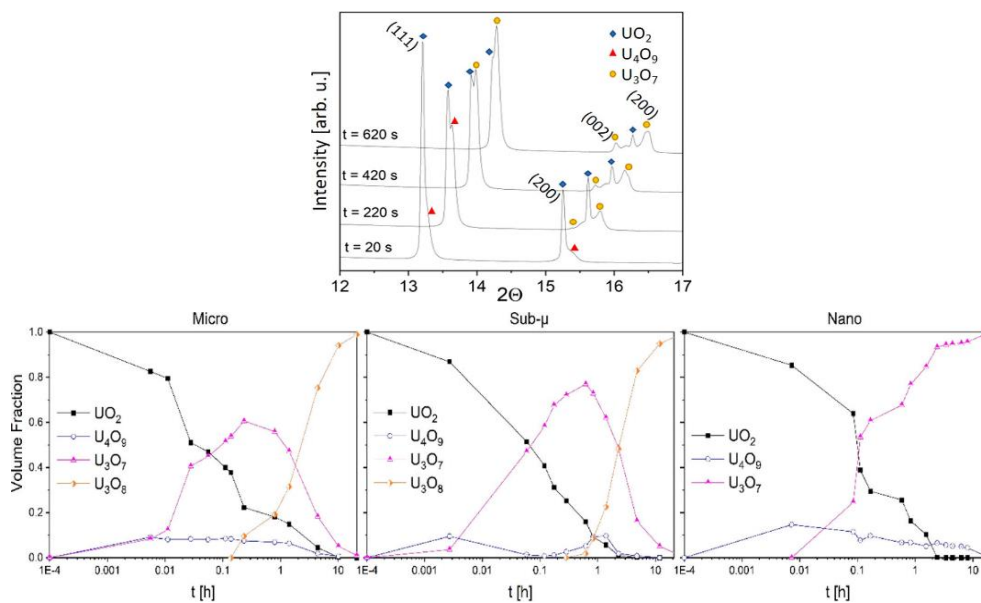 (111)
UO2
U4O9
U3O7
(200)
(002)
t = 620 s
t = 420 s
(200)
t = 220 s
t = 20 s
Intensity [arb. u.]
12 13 14 15 16 17
2Θ
Micro
Sub-µ
Nano
Volume Fraction
1.0
0.8
0.6
0.4
0.2
0.0
UO2
U4O9
U3O7
U3O8
UO2
U4O9
U3O7
U3O8
UO2
U4O9
U3O7
1E-4 0.001 0.01 0.1 1 10
1E-4 0.001 0.01 0.1 1 10
1E-4 0.001 0.01 0.1 1 10
t [h]
t [h]
t [h]